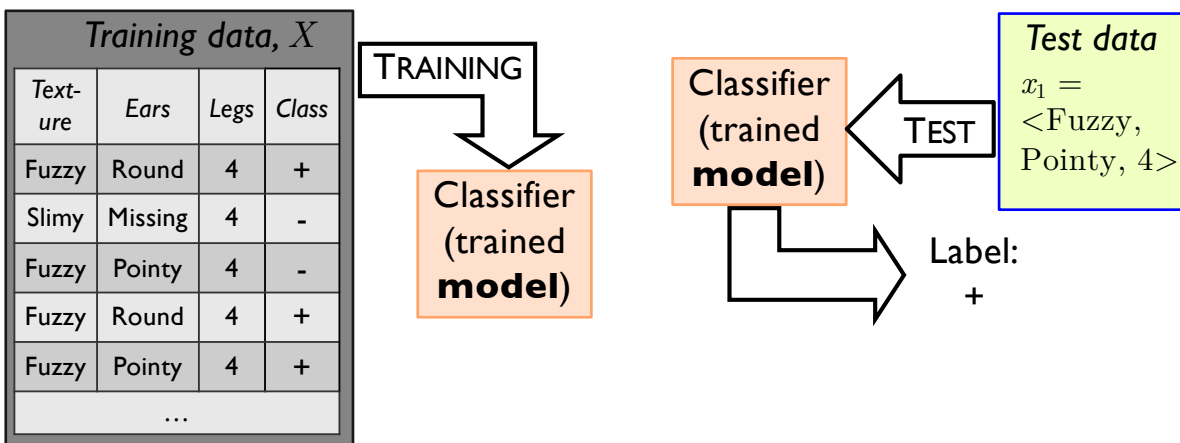 Training data, X
Text-
ure
Ears
Legs
Class
Fuzzy Round 4 +
Slimy Missing 4 -
Fuzzy Pointy 4 -
Fuzzy Round 4 +
Fuzzy Pointy 4 +
...
TRAINING
Classifier
(trained
model)
Classifier
(trained
model)
TEST
Test data
x₁ =
<Fuzzy,
Pointy, 4>
Label:
+